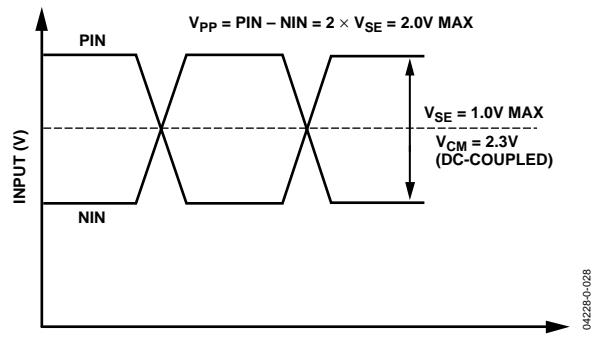 V_PP = PIN – NIN = 2 × V_SE = 2.0V MAX
PIN
V_SE = 1.0V MAX
V_CM = 2.3V
(DC-COUPLED)
INPUT (V)
NIN
04228-0-028